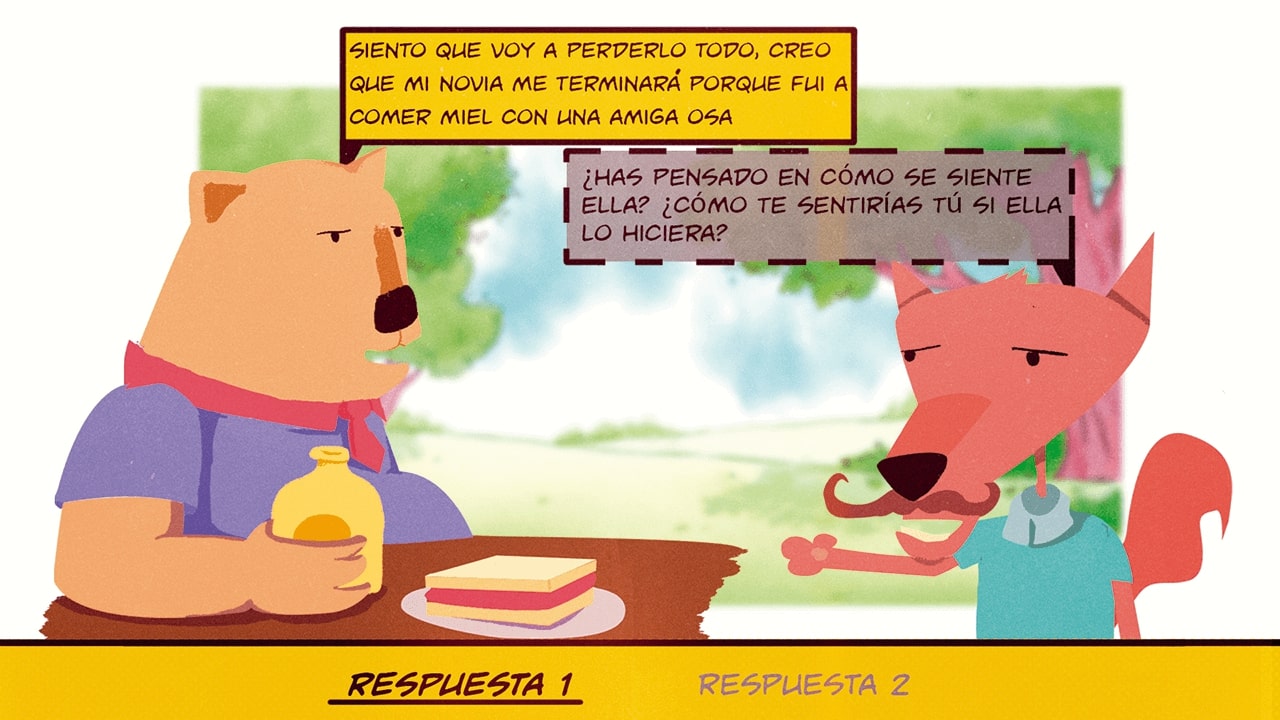 SIENTO QUE VOY A PERDERLO TODO, CREO
QUE MI NOVIA ME TERMINARÁ PORQUE FUI A
COMER MIEL CON UNA AMIGA OSA
¿HAS PENSADO EN CÓMO SE SIENTE
ELLA? ¿CÓMO TE SENTIRÍAS TÚ SI ELLA
LO HICIERA?
RESPUESTA 1
RESPUESTA 2